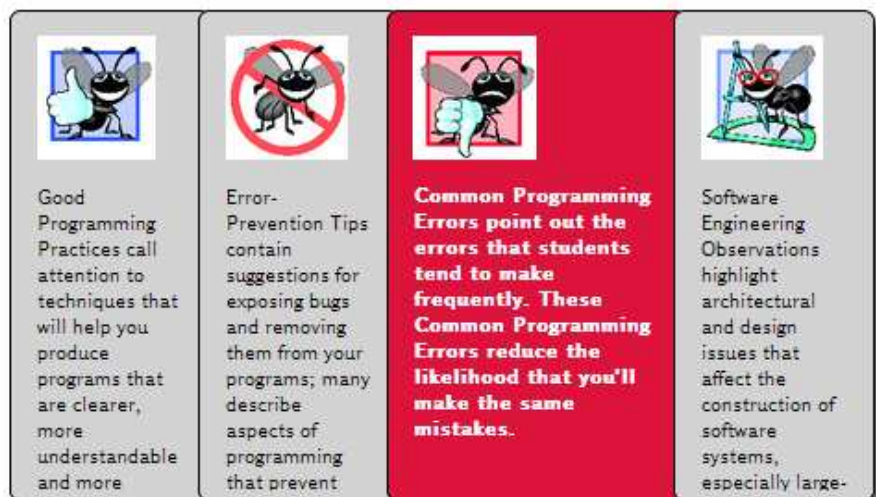 Good
Programming
Practices call
attention to
techniques that
will help you
produce
programs that
are clearer,
more
understandable
and more
Error-
Prevention Tips
contain
suggestions for
exposing bugs
and removing
them from your
programs; many
describe
aspects of
programming
that prevent
Common Programming
Errors point out the
errors that students
tend to make
frequently. These
Common Programming
Errors reduce the
likelihood that you'll
make the same
mistakes.
Software
Engineering
Observations
highlight
architectural
and design
issues that
affect the
construction of
software
systems,
especially large-